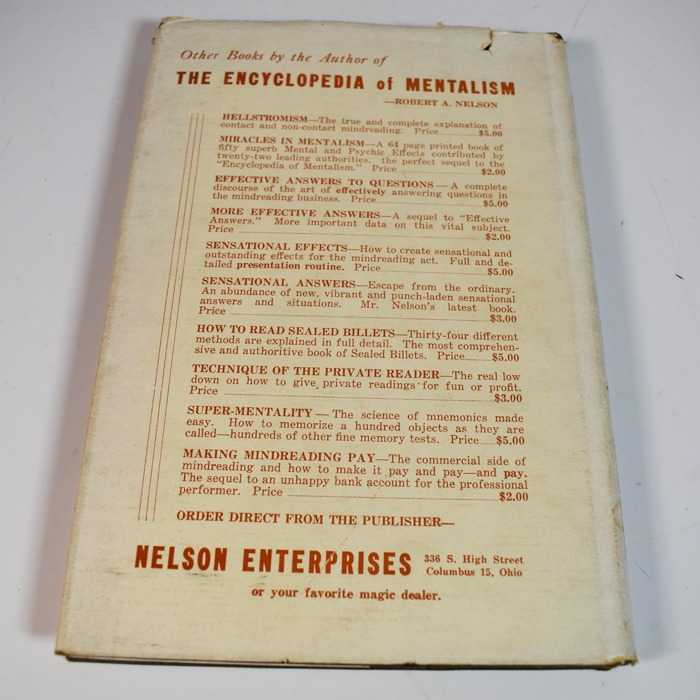 Other Books by the Author of
THE ENCYCLOPEDIA of MENTALISM
—ROBERT A. NELSON
HELLSTROMISM—The true and complete explanation of
contact and non-contact mindreading. Price $5.00
MIRACLES IN MENTALISM—A 64 page printed book of
fifty superb Mental and Psychic Effects contributed by
twenty-two leading authorities. the perfect sequel to the
"Encyclopedia of Mentalism." Price $2.00
EFFECTIVE ANSWERS TO QUESTIONS — A complete
discourse of the art of effectively answering questions in
the mindreading business. Price $5.00
MORE EFFECTIVE ANSWERS—A sequel to "Effective
Answers." More important data on this vital subject.
Price $2.00
SENSATIONAL EFFECTS—How to create sensational and
outstanding effects for the mindreading act. Full and de-
tailed presentation routine. Price $5.00
SENSATIONAL ANSWERS—Escape from the ordinary.
An abundance of new, vibrant and punch-laden sensational
answers and situations. Mr. Nelson's latest book.
Price $3.00
HOW TO READ SEALED BILLETS—Thirty-four different
methods are explained in full detail. The most comprehen-
sive and authoritive book of Sealed Billets. Price $5.00
TECHNIQUE OF THE PRIVATE READER—The real low
down on how to give private readings for fun or profit.
Price $3.00
SUPER-MENTALITY — The science of mnemonics made
easy. How to memorize a hundred objects as they are
called—hundreds of other fine memory tests. Price $5.00
MAKING MINDREADING PAY—The commercial side of
mindreading and how to make it pay and pay—and pay.
The sequel to an unhappy bank account for the professional
performer. Price $2.00
ORDER DIRECT FROM THE PUBLISHER—
NELSON ENTERPRISES 336 S. High Street
Columbus 15, Ohio
or your favorite magic dealer.